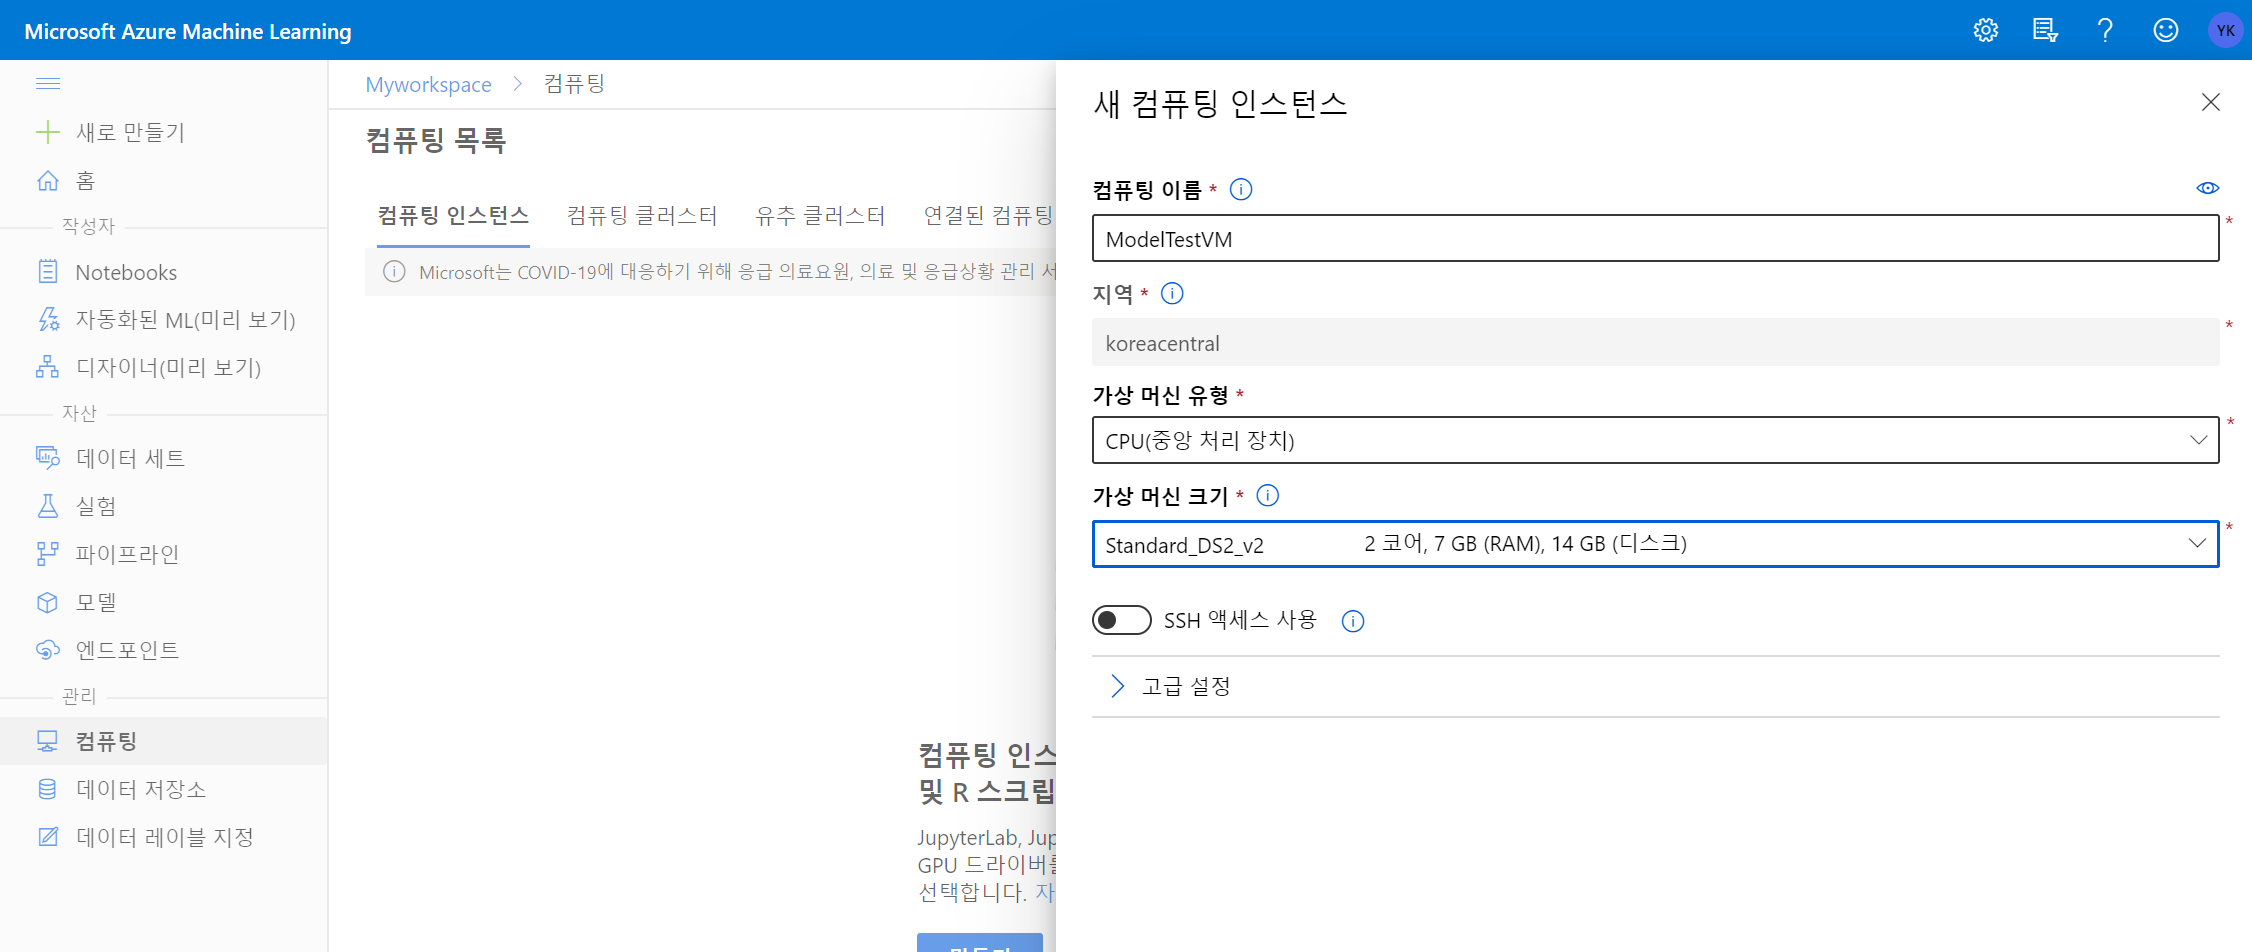 Microsoft Azure Machine Learning
YK
새로 만들기
홈
작성자
Notebooks
자동화된 ML(미리 보기)
디자이너(미리 보기)
자산
데이터 세트
실험
파이프라인
모델
엔드포인트
관리
컴퓨팅
데이터 저장소
데이터 레이블 지정
Myworkspace > 컴퓨팅
컴퓨팅 목록
컴퓨팅 인스턴스 컴퓨팅 클러스터 유추 클러스터 연결된 컴퓨팅
Microsoft는 COVID-19에 대응하기 위해 응급 의료요원, 의료 및 응급상황 관리 서
컴퓨팅 인스
및 R 스크립
JupyterLab, Jup
GPU 드라이버를
선택합니다. 자
새 컴퓨팅 인스턴스
컴퓨팅 이름 *
*
ModelTestVM
지역 *
*
koreacentral
가상 머신 유형 *
*
CPU(중앙 처리 장치)
가상 머신 크기 *
*
Standard_DS2_v2 2 코어, 7 GB (RAM), 14 GB (디스크)
SSH 액세스 사용
고급 설정